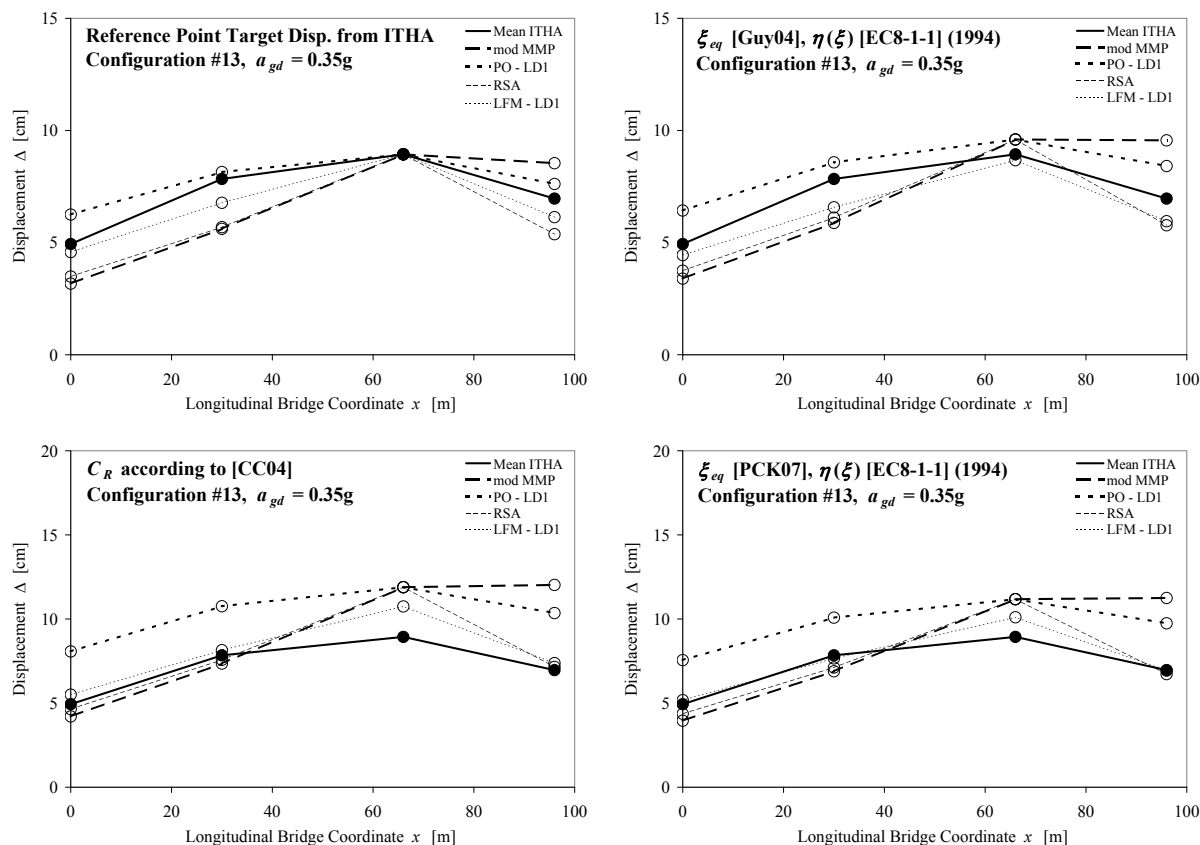 Reference Point Target Disp. from ITHA
Configuration #13, a gd = 0.35g
Mean ITHA
mod MMP
PO - LD1
RSA
LFM - LD1
15
10
5
0
Displacement Δ [cm]
0 20 40 60 80 100
Longitudinal Bridge Coordinate x [m]
ξ eq [Guy04], η(ξ) [EC8-1-1] (1994)
Configuration #13, a gd = 0.35g
Mean ITHA
mod MMP
PO - LD1
RSA
LFM - LD1
15
10
5
0
Displacement Δ [cm]
0 20 40 60 80 100
Longitudinal Bridge Coordinate x [m]
C R according to [CC04]
Configuration #13, a gd = 0.35g
Mean ITHA
mod MMP
PO - LD1
RSA
LFM - LD1
20
15
10
5
0
Displacement Δ [cm]
0 20 40 60 80 100
Longitudinal Bridge Coordinate x [m]
ξ eq [PCK07], η(ξ) [EC8-1-1] (1994)
Configuration #13, a gd = 0.35g
Mean ITHA
mod MMP
PO - LD1
RSA
LFM - LD1
20
15
10
5
0
Displacement Δ [cm]
0 20 40 60 80 100
Longitudinal Bridge Coordinate x [m]